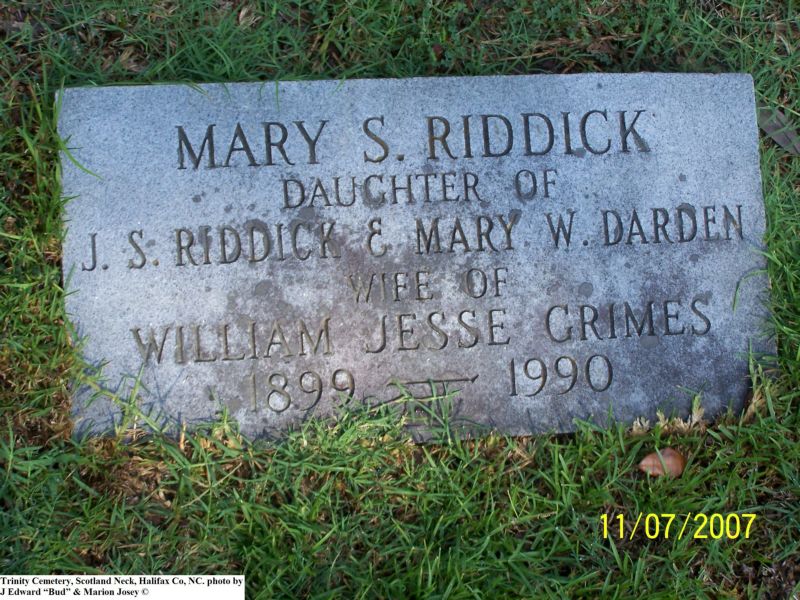 MARY S. RIDDICK
DAUGHTER OF
J. S. RIDDICK & MARY W. DARDEN
WIFE OF
WILLIAM JESSE GRIMES
1899 1990
11/07/2007
Trinity Cemetery, Scotland Neck, Halifax Co, NC. photo by
J Edward “Bud” & Marion Josey ©